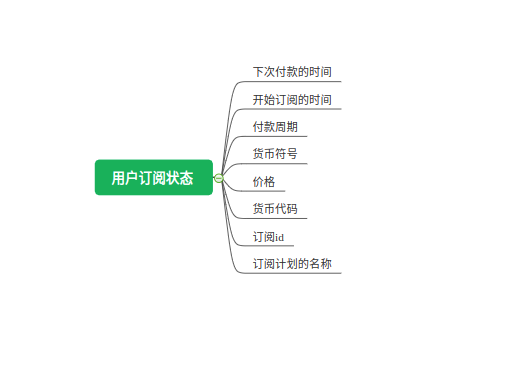 用户订阅状态
下次付款的时间
开始订阅的时间
付款周期
货币符号
价格
货币代码
订阅id
订阅计划的名称